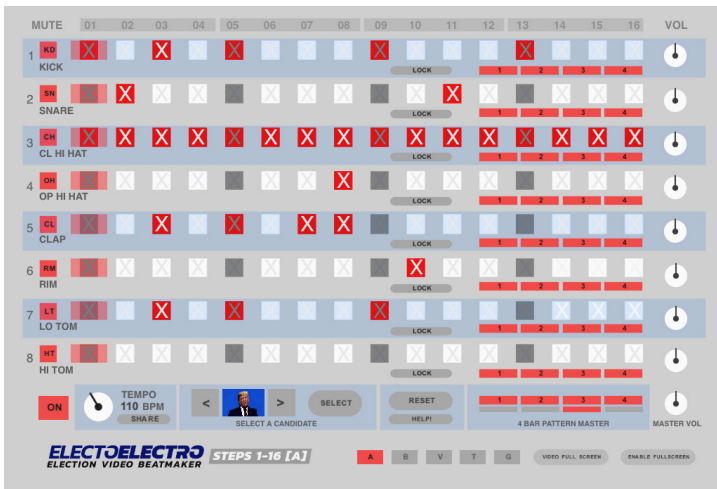 MUTE 01 02 03 04 05 06 07 08 09 10 11 12 13 14 15 16 VOL
1 KD
KICK LOCK 1 2 3 4
2 SN
SNARE LOCK 1 2 3 4
3 CH
CL HI HAT LOCK 1 2 3 4
4 OH
OP HI HAT LOCK 1 2 3 4
5 CL
CLAP LOCK 1 2 3 4
6 RM
RIM LOCK 1 2 3 4
7 LT
LO TOM LOCK 1 2 3 4
8 HT
HI TOM LOCK 1 2 3 4
ON TEMPO
110 BPM
SHARE
< > SELECT
SELECT A CANDIDATE
RESET
HELP!
1 2 3 4
4 BAR PATTERN MASTER
MASTER VOL
ELECTOELECTRO
ELECTION VIDEO BEATMAKER
STEPS 1-16 [A]
A B V T G VIDEO FULL SCREEN ENABLE FULLSCREEN